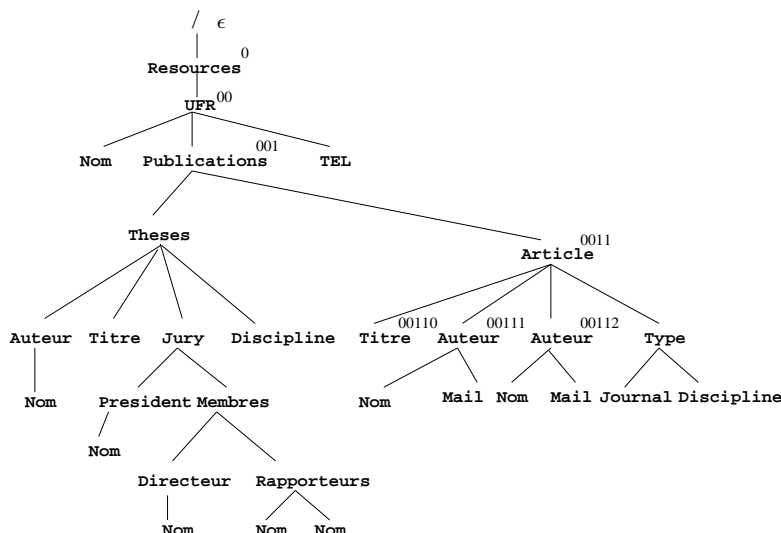 / ϵ
Resources 0
UFR 00
Nom Publications 001 TEL
Theses
Article 0011
Auteur Titre Jury Discipline Titre 00110 Auteur 00111 Auteur 00112 Type
Nom President Membres Nom Mail Nom Mail Journal Discipline
Nom
Directeur Rapporteurs
Nom Nom Nom